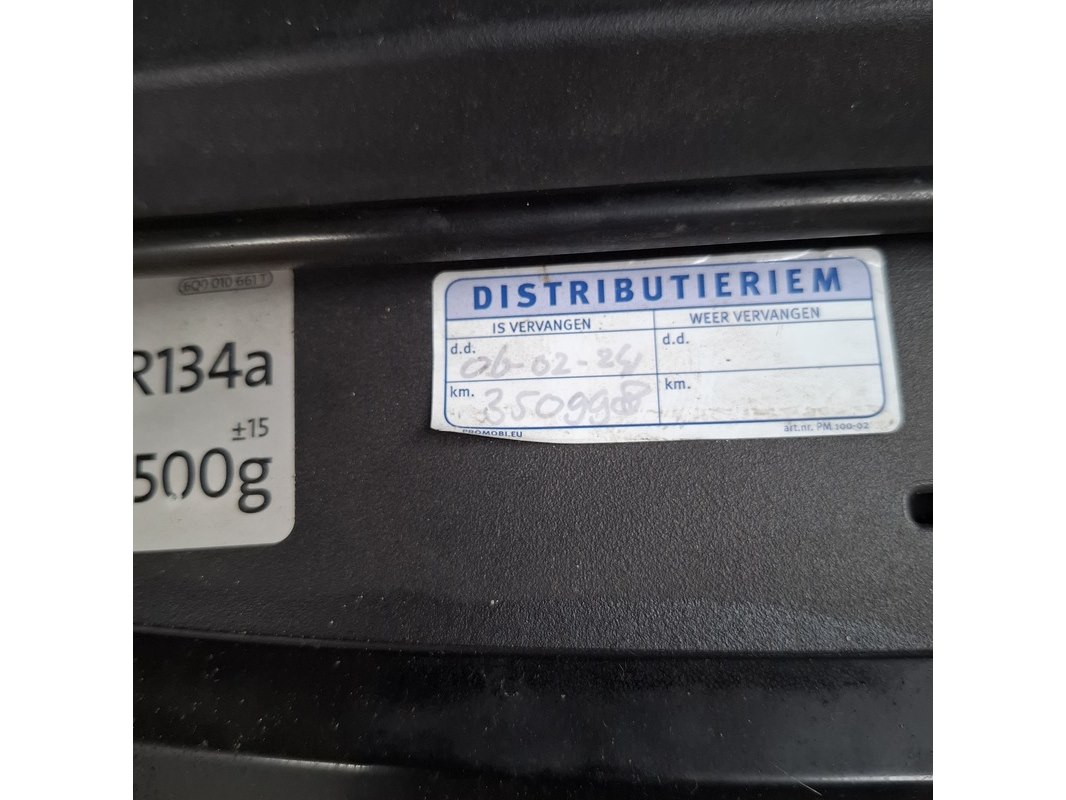 6Q0 010 661 T
R134a
±15
500g
DISTRIBUTIERIEM
IS VERVANGEN
WEER VERVANGEN
d.d. 06-02-24
d.d.
km. 350998
km.
PROMOBI.EU
art.nr. PM 100-02